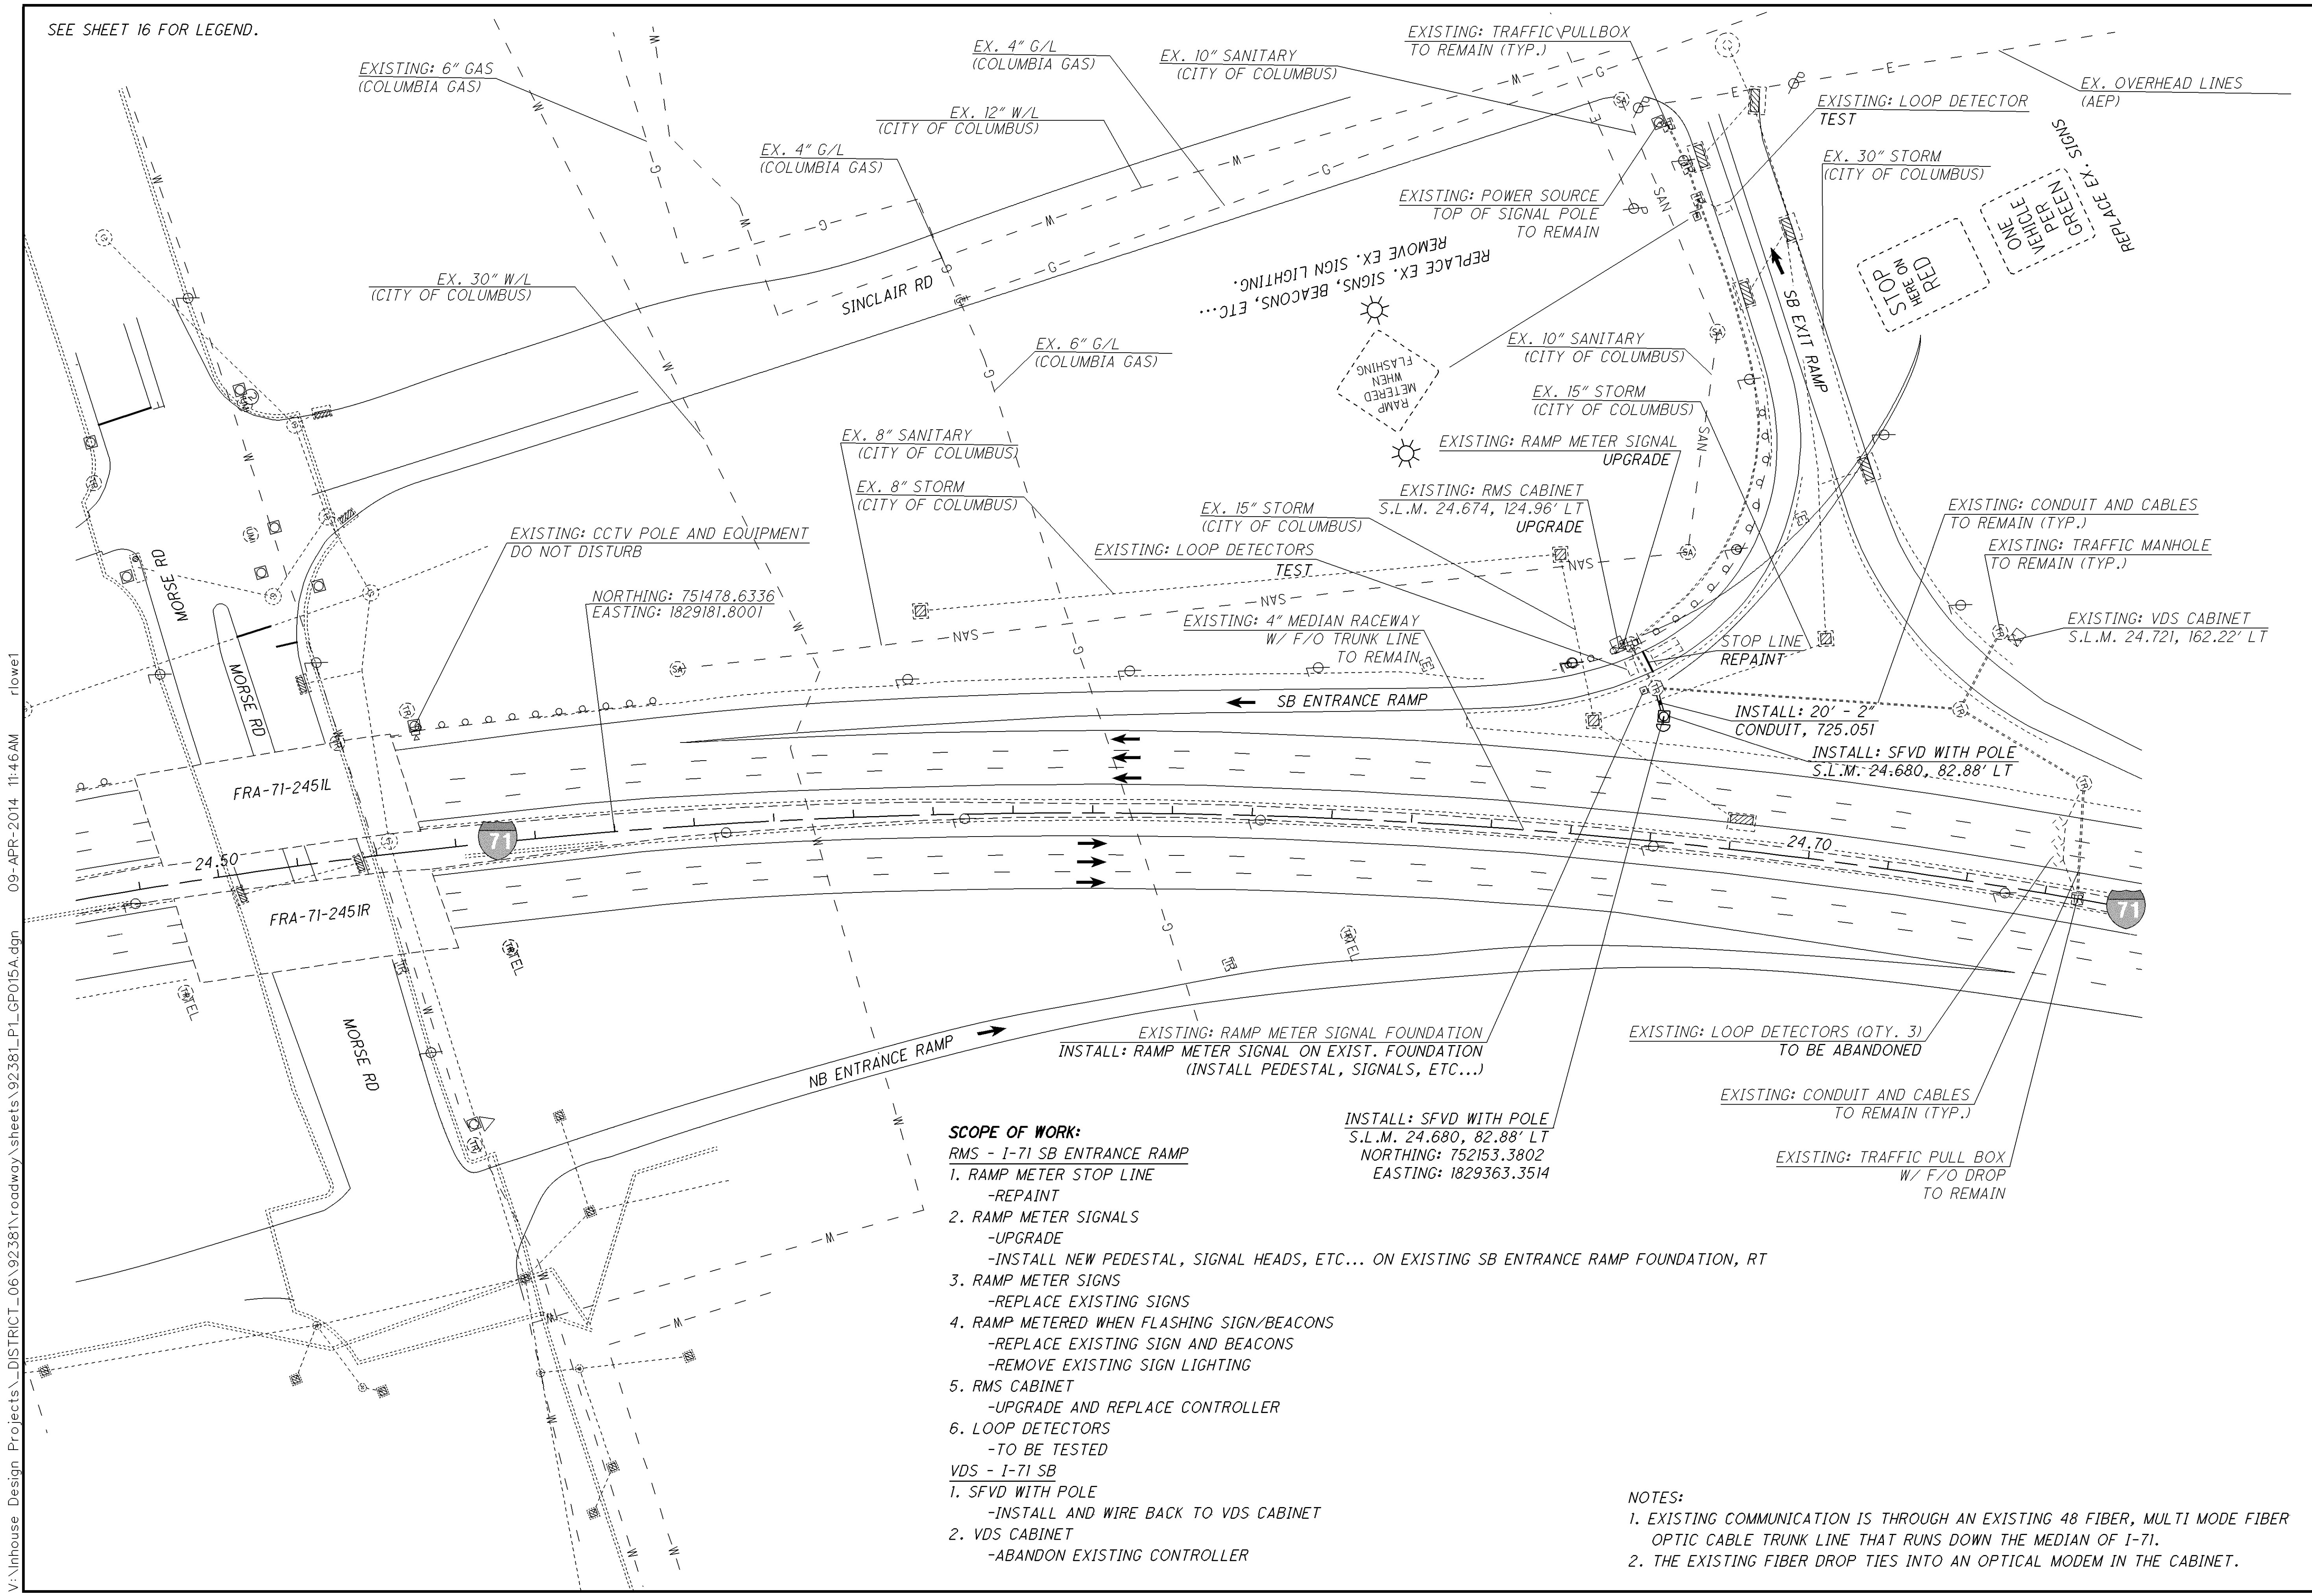 SEE SHEET 16 FOR LEGEND.
EXISTING: 6" GAS
(COLUMBIA GAS)
EX. 4" G/L
(COLUMBIA GAS)
EX. 10" SANITARY
(CITY OF COLUMBUS)
EXISTING: TRAFFIC PULLBOX
TO REMAIN (TYP.)
EX. OVERHEAD LINES
(AEP)
EX. 12" W/L
(CITY OF COLUMBUS)
EXISTING: LOOP DETECTOR
TEST
EX. 4" G/L
(COLUMBIA GAS)
EX. 30" STORM
(CITY OF COLUMBUS)
REPLACE EX. SIGNS
ONE
VEHICLE
PER
GREEN
REPLACE EX. SIGNS
STOP
HERE ON
RED
EXISTING: POWER SOURCE
TOP OF SIGNAL POLE
TO REMAIN
REPLACE EX. SIGNS, BEACONS, ETC...
REMOVE EX. SIGN LIGHTING.
EX. 30" W/L
(CITY OF COLUMBUS)
SINCLAIR RD
SB EXIT RAMP
EX. 6" G/L
(COLUMBIA GAS)
RAMP
METERED
WHEN
FLASHING
EX. 10" SANITARY
(CITY OF COLUMBUS)
EX. 15" STORM
(CITY OF COLUMBUS)
EX. 8" SANITARY
(CITY OF COLUMBUS)
EXISTING: RAMP METER SIGNAL
UPGRADE
EX. 8" STORM
(CITY OF COLUMBUS)
EXISTING: RMS CABINET
S.L.M. 24.674, 124.96' LT
UPGRADE
EX. 15" STORM
(CITY OF COLUMBUS)
EXISTING: CONDUIT AND CABLES
TO REMAIN (TYP.)
EXISTING: CCTV POLE AND EQUIPMENT
DO NOT DISTURB
EXISTING: LOOP DETECTORS
TEST
EXISTING: TRAFFIC MANHOLE
TO REMAIN (TYP.)
MORSE RD
NORTHING: 751478.6336
EASTING: 1829181.8001
EXISTING: 4" MEDIAN RACEWAY
W/ F/O TRUNK LINE
TO REMAIN
EXISTING: VDS CABINET
S.L.M. 24.721, 162.22' LT
STOP LINE
REPAINT
MORSE RD
SB ENTRANCE RAMP
INSTALL: 20' - 2"
CONDUIT, 725.051
INSTALL: SFVD WITH POLE
S.L.M. 24.680, 82.88' LT
FRA-71-2451L
71
24.50
24.70
71
FRA-71-2451R
TEL
TEL
TEL
MORSE RD
NB ENTRANCE RAMP
EXISTING: RAMP METER SIGNAL FOUNDATION
INSTALL: RAMP METER SIGNAL ON EXIST. FOUNDATION
(INSTALL PEDESTAL, SIGNALS, ETC...)
EXISTING: LOOP DETECTORS (QTY. 3)
TO BE ABANDONED
EXISTING: CONDUIT AND CABLES
TO REMAIN (TYP.)
INSTALL: SFVD WITH POLE
S.L.M. 24.680, 82.88' LT
NORTHING: 752153.3802
EASTING: 1829363.3514
EXISTING: TRAFFIC PULL BOX
W/ F/O DROP
TO REMAIN
SCOPE OF WORK:
RMS - I-71 SB ENTRANCE RAMP
1. RAMP METER STOP LINE
-REPAINT
2. RAMP METER SIGNALS
-UPGRADE
-INSTALL NEW PEDESTAL, SIGNAL HEADS, ETC... ON EXISTING SB ENTRANCE RAMP FOUNDATION, RT
3. RAMP METER SIGNS
-REPLACE EXISTING SIGNS
4. RAMP METERED WHEN FLASHING SIGN/BEACONS
-REPLACE EXISTING SIGN AND BEACONS
-REMOVE EXISTING SIGN LIGHTING
5. RMS CABINET
-UPGRADE AND REPLACE CONTROLLER
6. LOOP DETECTORS
-TO BE TESTED
VDS - I-71 SB
1. SFVD WITH POLE
-INSTALL AND WIRE BACK TO VDS CABINET
2. VDS CABINET
-ABANDON EXISTING CONTROLLER
NOTES:
1. EXISTING COMMUNICATION IS THROUGH AN EXISTING 48 FIBER, MULTI MODE FIBER
OPTIC CABLE TRUNK LINE THAT RUNS DOWN THE MEDIAN OF I-71.
2. THE EXISTING FIBER DROP TIES INTO AN OPTICAL MODEM IN THE CABINET.
V:\Inhouse Design Projects\_DISTRICT_06\92381\roadway\sheets\92381_P1_GP015A.dgn 09-APR-2014 11:46AM rlowe1